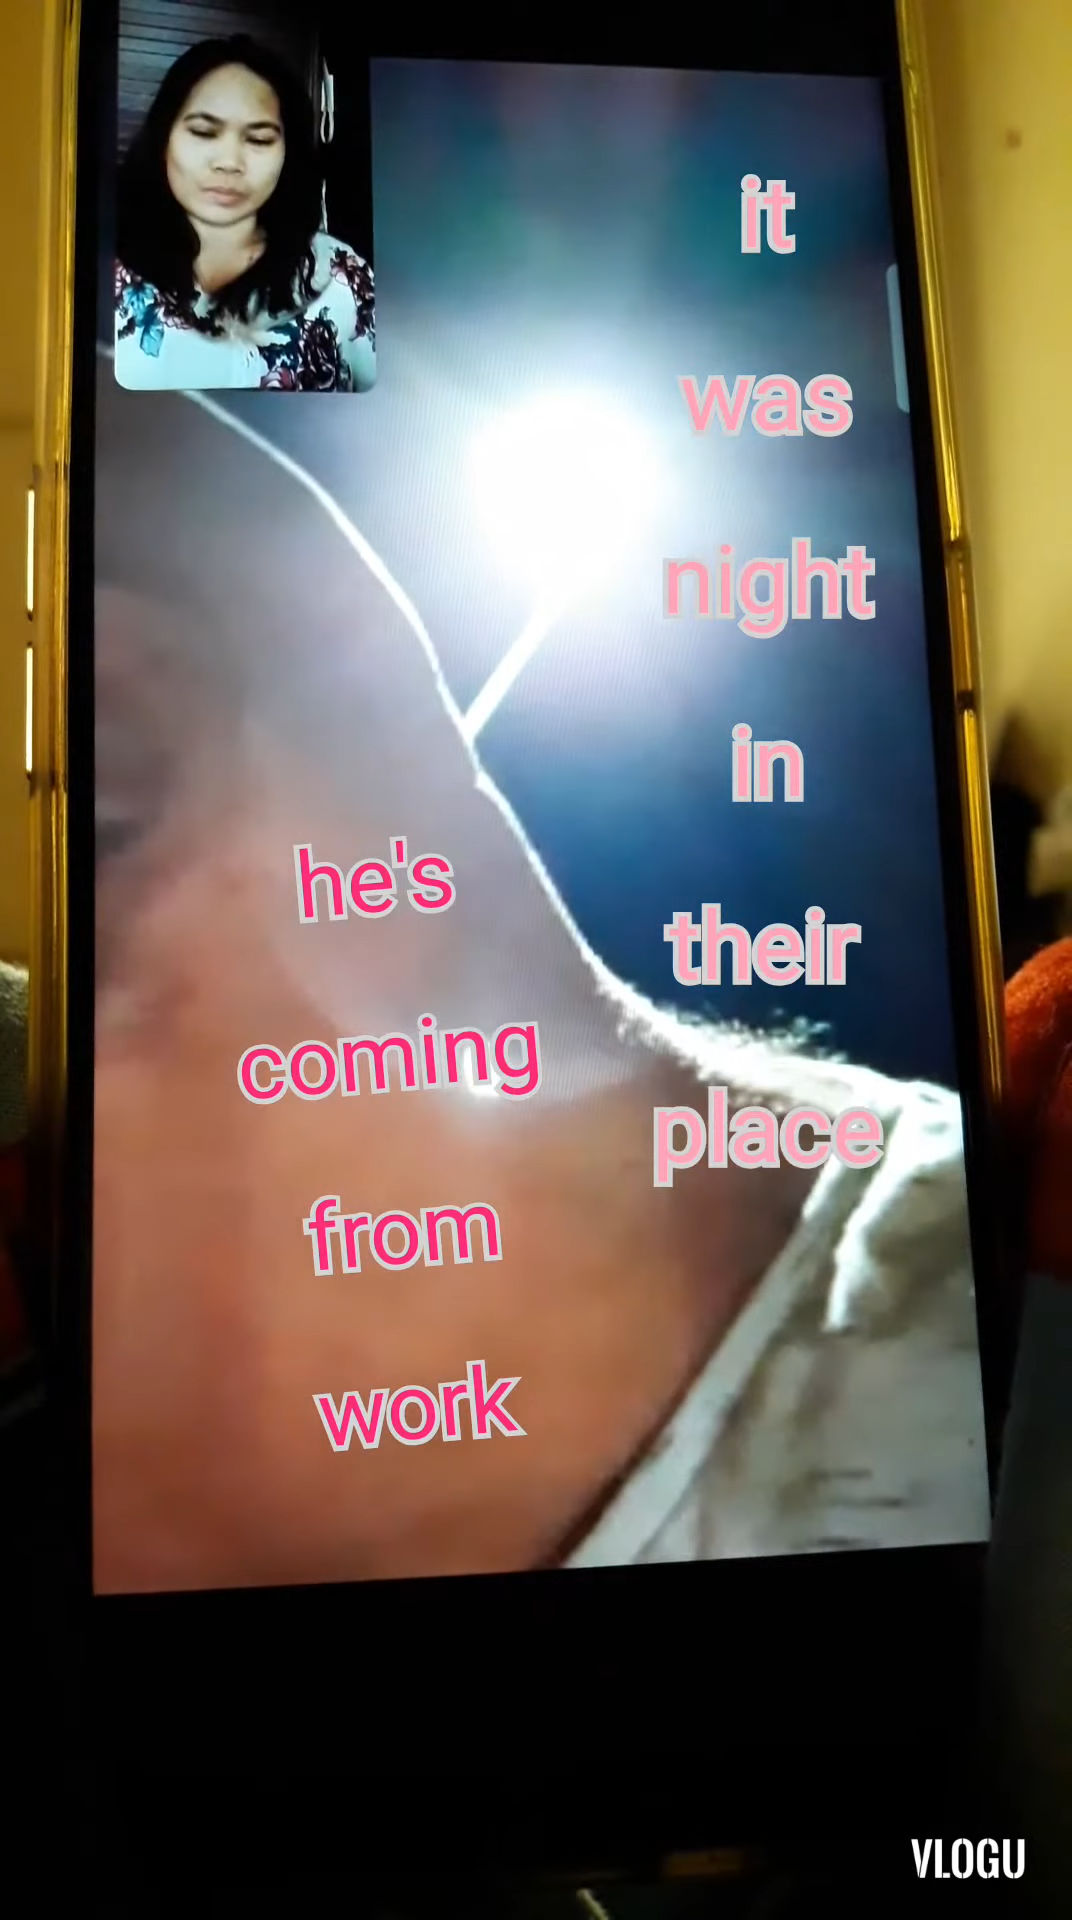 it
was
night
in
their
place
he's
coming
from
work
VLOGU